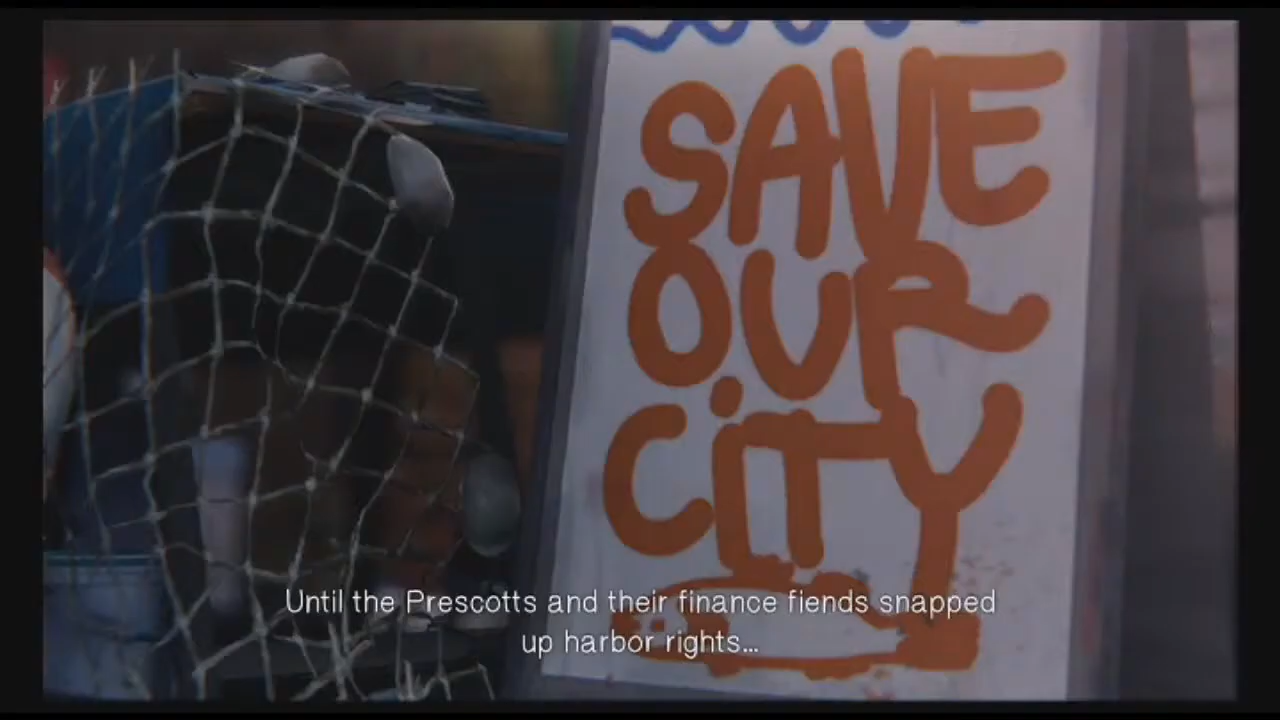 SAVE
OUR
CiTY
Until the Prescotts and their finance fiends snapped
up harbor rights...